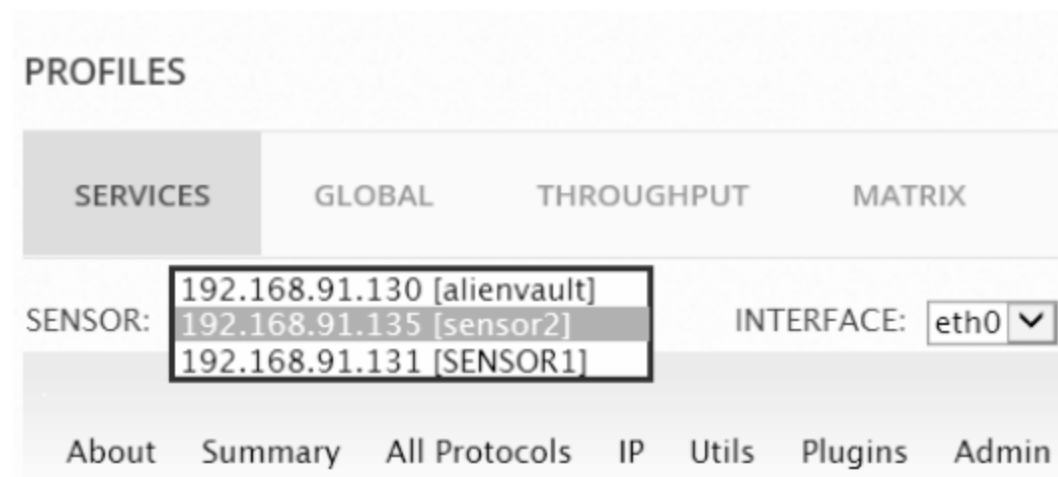 PROFILES
SERVICES GLOBAL THROUGHPUT MATRIX
192.168.91.130 [alienvault]
SENSOR: 192.168.91.135 [sensor2] INTERFACE: eth0
192.168.91.131 [SENSOR1]
About Summary All Protocols IP Utils Plugins Admin